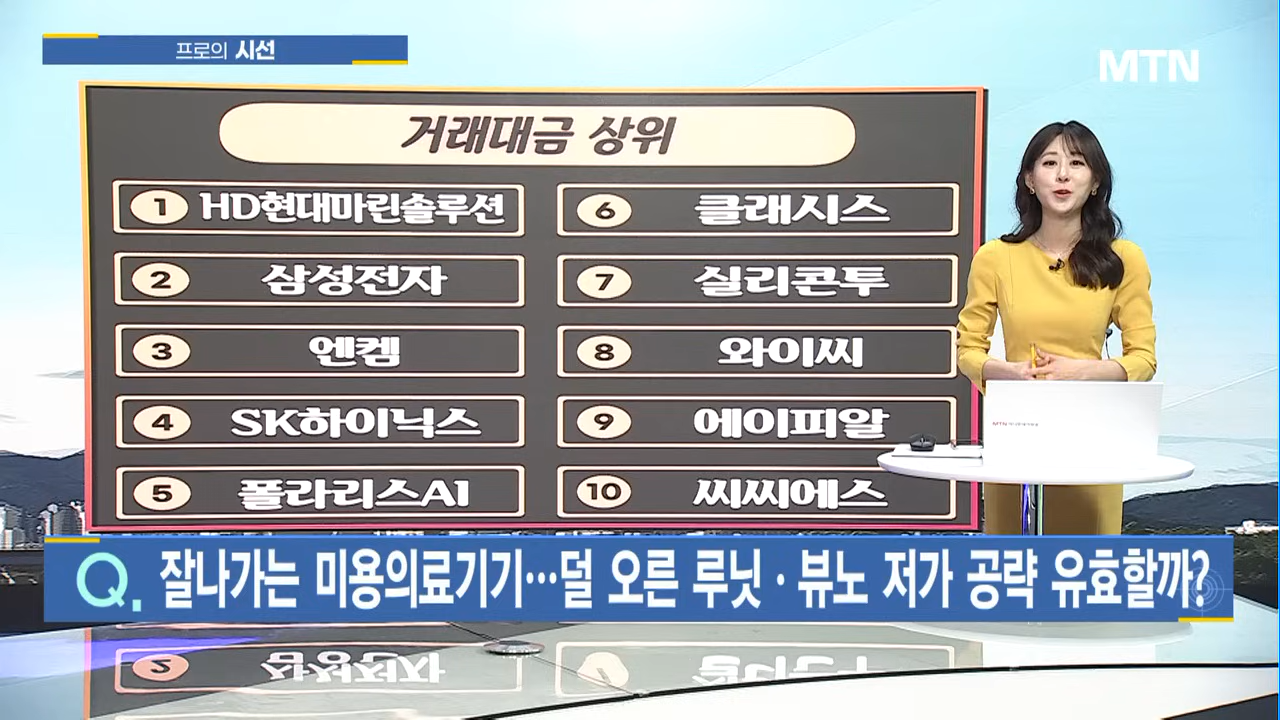 프로의 시선
MTN
거래대금 상위
1 HD현대마린솔루션
2 삼성전자
3 엔켐
4 SK하이닉스
5 폴라리스AI
6 클래시스
7 실리콘투
8 와이씨
9 에이피알
10 씨씨에스
MTN
Q. 잘나가는 미용의료기기…덜 오른 루닛·뷰노 저가 공략 유효할까?